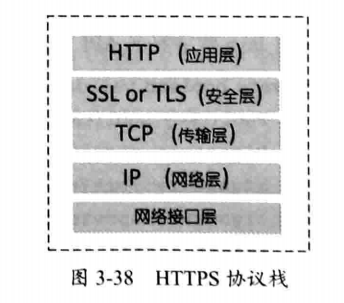 HTTP (应用层)
SSL or TLS (安全层)
TCP (传输层)
IP (网络层)
网络接口层
图 3-38 HTTPS 协议栈